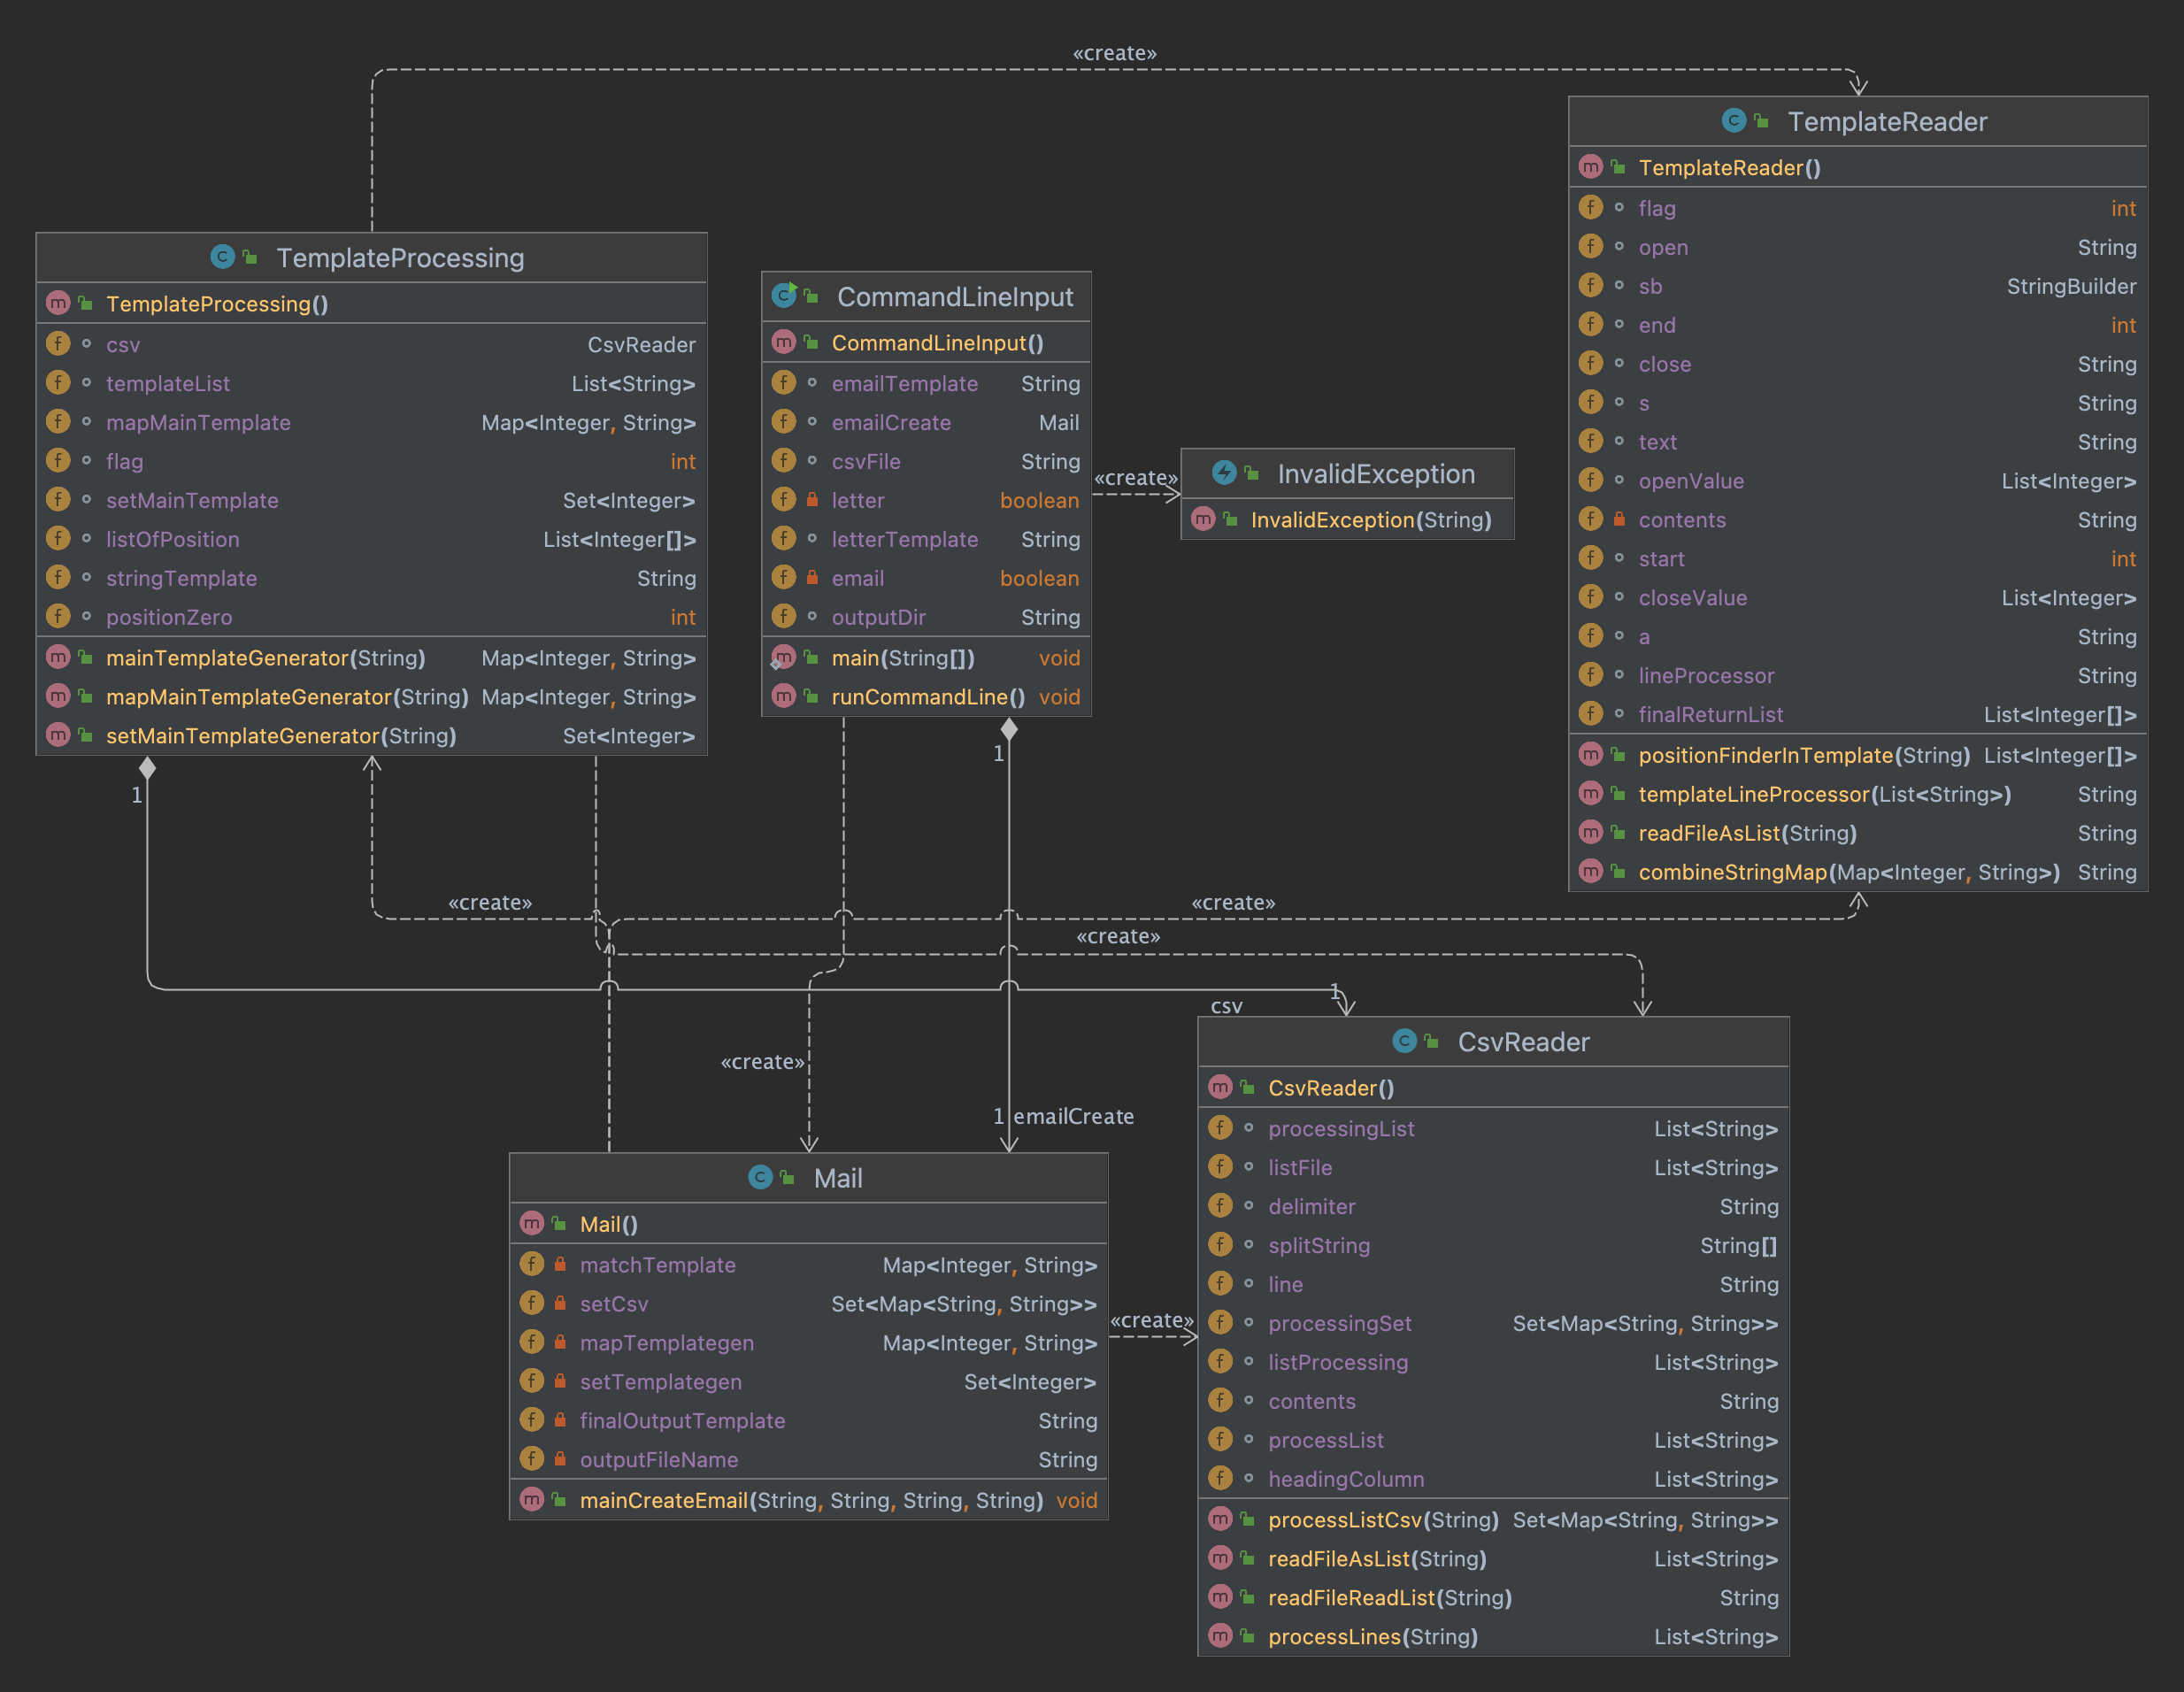 «create»
TemplateReader
TemplateReader()
flag int
open String
sb StringBuilder
end int
close String
s String
text String
openValue List<Integer>
contents String
start int
closeValue List<Integer>
a String
lineProcessor String
finalReturnList List<Integer[]>
positionFinderInTemplate(String) List<Integer[]>
templateLineProcessor(List<String>) String
readFileAsList(String) String
combineStringMap(Map<Integer, String>) String
TemplateProcessing
TemplateProcessing()
csv CsvReader
templateList List<String>
mapMainTemplate Map<Integer, String>
flag int
setMainTemplate Set<Integer>
listOfPosition List<Integer[]>
stringTemplate String
positionZero int
mainTemplateGenerator(String) Map<Integer, String>
mapMainTemplateGenerator(String) Map<Integer, String>
setMainTemplateGenerator(String) Set<Integer>
CommandLineInput
CommandLineInput()
emailTemplate String
emailCreate Mail
csvFile String
letter boolean
letterTemplate String
email boolean
outputDir String
main(String[]) void
runCommandLine() void
«create»
InvalidException
InvalidException(String)
1
1
«create»
«create»
«create»
1
csv
«create»
1 emailCreate
CsvReader
CsvReader()
processingList List<String>
listFile List<String>
delimiter String
splitString String[]
line String
processingSet Set<Map<String, String>>
listProcessing List<String>
contents String
processList List<String>
headingColumn List<String>
processListCsv(String) Set<Map<String, String>>
readFileAsList(String) List<String>
readFileReadList(String) String
processLines(String) List<String>
Mail
Mail()
matchTemplate Map<Integer, String>
setCsv Set<Map<String, String>>
mapTemplategen Map<Integer, String>
setTemplategen Set<Integer>
finalOutputTemplate String
outputFileName String
mainCreateEmail(String, String, String, String) void
«create»